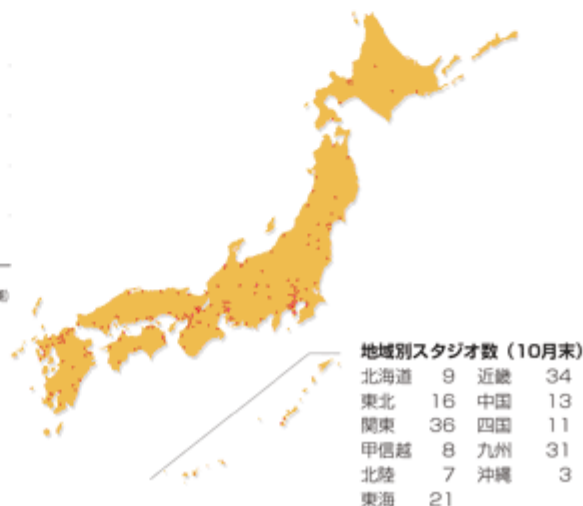 地域別スタジオ数（10月末）
北海道 9 近畿 34
東北 16 中国 13
関東 36 四国 11
甲信越 8 九州 31
北陸 7 沖縄 3
東海 21